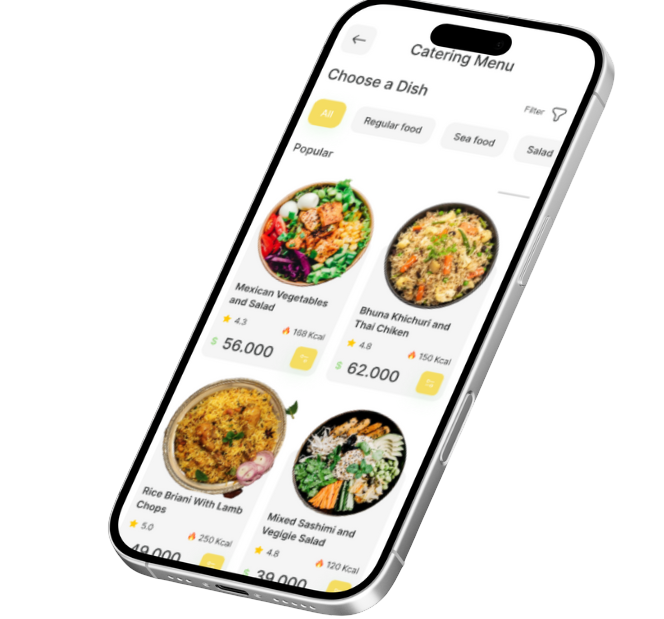 Catering Menu
Choose a Dish
Filter
All
Regular food
Sea food
Salad
Popular
Mexican Vegetables
and Salad
4.3
168 Kcal
$ 56.000
Bhuna Khichuri and
Thai Chiken
4.8
150 Kcal
$ 62.000
Rice Briani With Lamb
Chops
5.0
250 Kcal
49.000
Mixed Sashimi and
Vegigie Salad
4.8
120 Kcal
$ 39.000